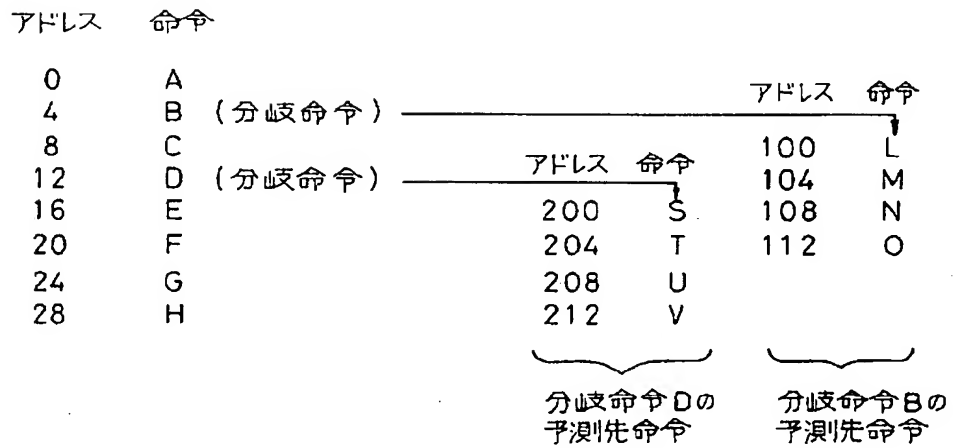 アドレス 命令
0 A
4 B (分岐命令)
8 C
12 D (分岐命令)
16 E
20 F
24 G
28 H
アドレス 命令
200 S
204 T
208 U
212 V
分岐命令Dの
予測先命令
アドレス 命令
100 L
104 M
108 N
112 O
分岐命令Bの
予測先命令